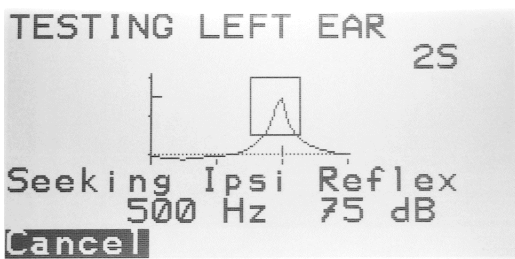 TESTING LEFT EAR
2S
Seeking Ipsi Reflex
500 Hz 75 dB
Cancel